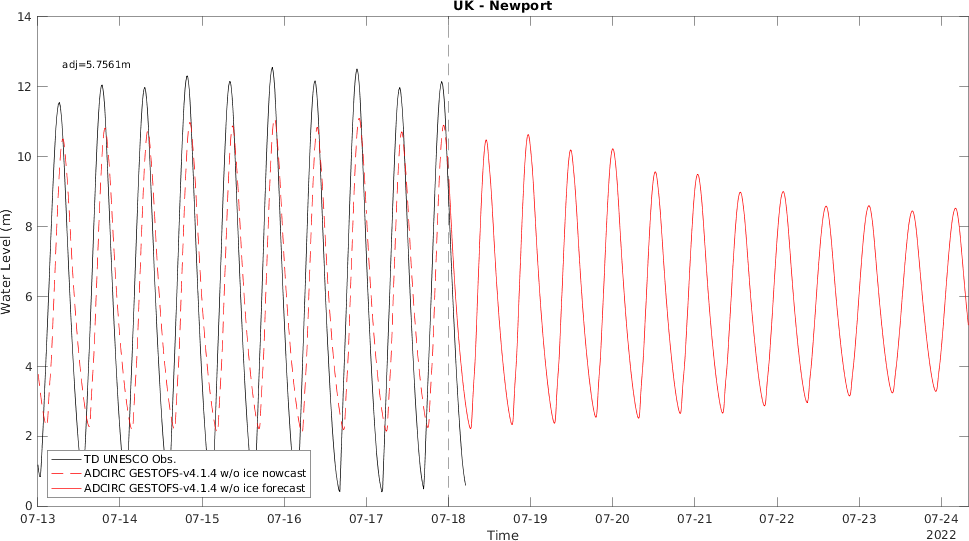 UK - Newport
14
adj=5.7561m
12
10
8
Water Level (m)
6
4
2
TD UNESCO Obs.
ADCIRC GESTOFS-v4.1.4 w/o ice nowcast
ADCIRC GESTOFS-v4.1.4 w/o ice forecast
0
07-13 07-14 07-15 07-16 07-17 07-18 07-19 07-20 07-21 07-22 07-23 07-24
Time 2022